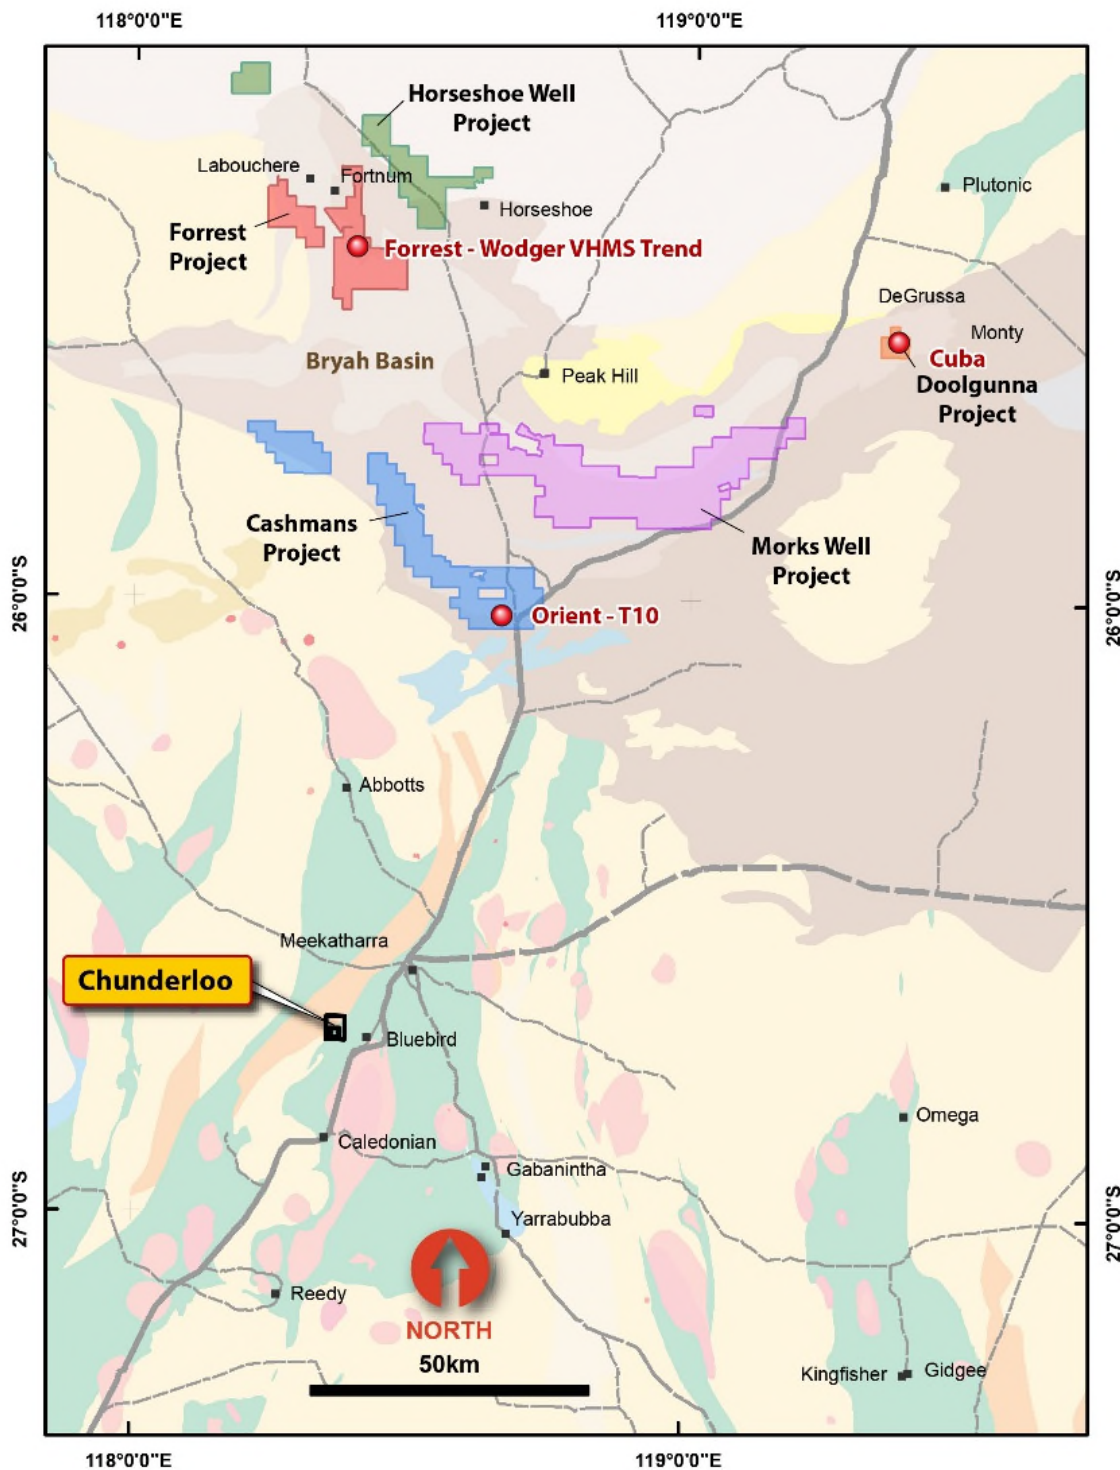 118°0'0"E
119°0'0"E
Horseshoe Well
Project
Labouchere
Fortnum
Plutonic
Horseshoe
Forrest
Project
Forrest - Wodger VHMS Trend
DeGrussa
Monty
Cuba
Bryah Basin
Peak Hill
Doolgunna
Project
Cashmans
Project
Morks Well
Project
26°0'0"S
26°0'0"S
Orient - T10
Abbotts
Meekatharra
Chunderloo
Bluebird
Omega
Caledonian
Gabanintha
Yarrabubba
27°0'0"S
27°0'0"S
Reedy
NORTH
50km
Kingfisher
Gidgee
118°0'0"E
119°0'0"E